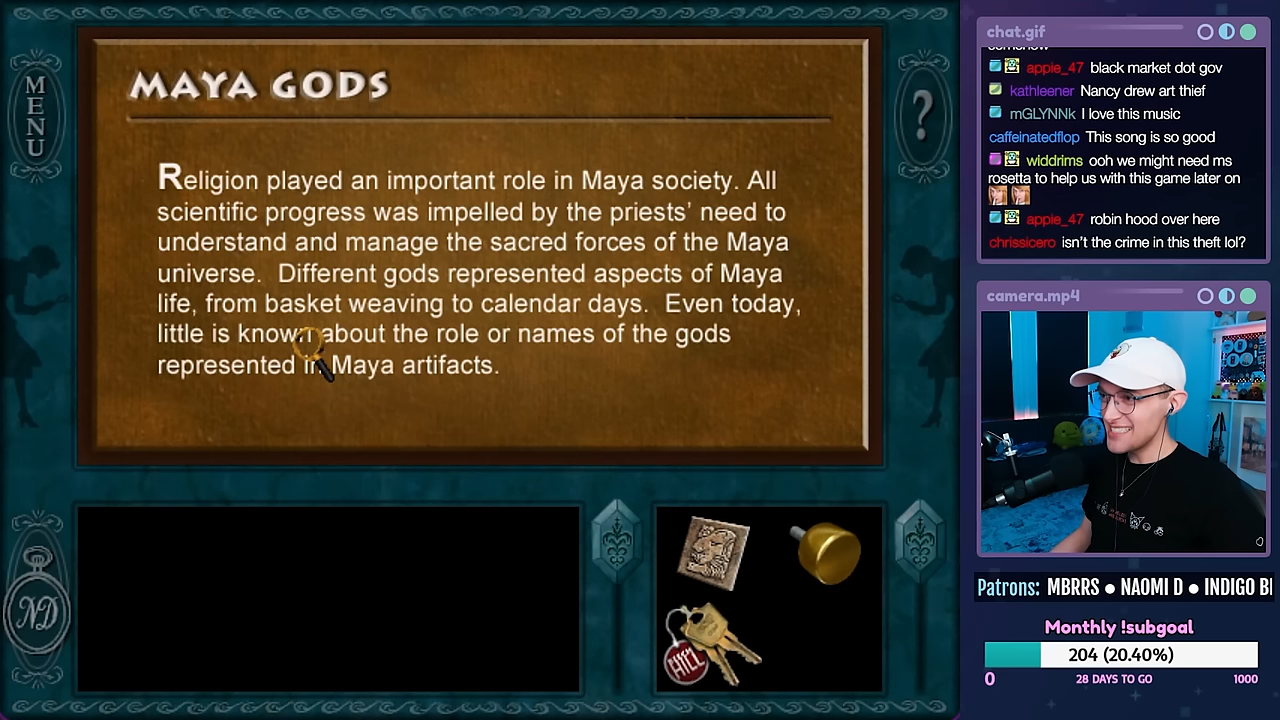 MENU
MAYA GODS
Religion played an important role in Maya society. All
scientific progress was impelled by the priests' need to
understand and manage the sacred forces of the Maya
universe. Different gods represented aspects of Maya
life, from basket weaving to calendar days. Even today,
little is known about the role or names of the gods
represented in Maya artifacts.
?
ND
HILL
chat.gif
somehow
appie_47 black market dot gov
kathleener Nancy drew art thief
mGLYNNk I love this music
caffeinatedflop This song is so good
widdrims ooh we might need ms
rosetta to help us with this game later on
appie_47 robin hood over here
chrissicero isn't the crime in this theft lol?
camera.mp4
Patrons: MBRRS ● NAOMI D ● INDIGO
Monthly !subgoal
204 (20.40%)
0
28 DAYS TO GO
1000